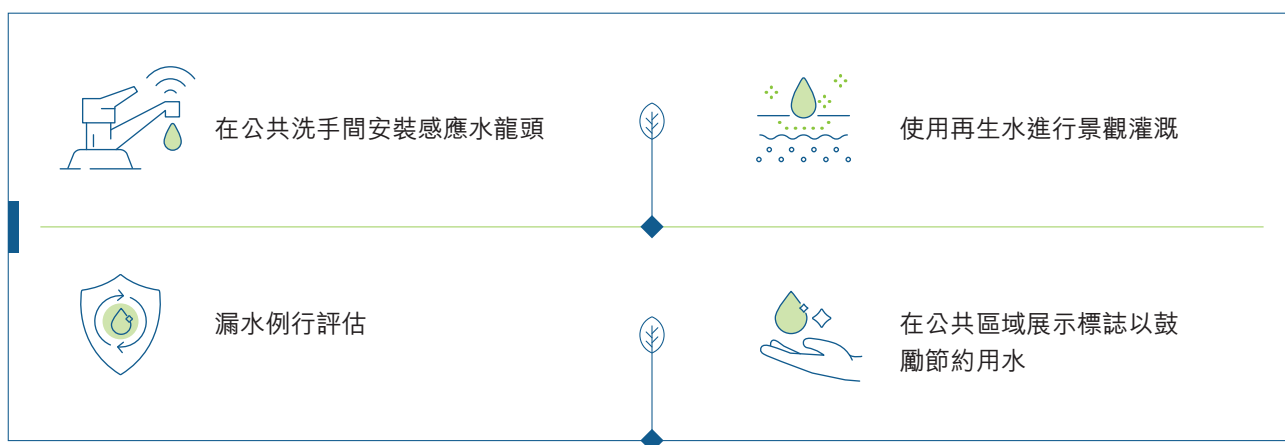 在公共洗手間安裝感應水龍頭
使用再生水進行景觀灌溉
漏水例行評估
在公共區域展示標誌以鼓
勵節約用水